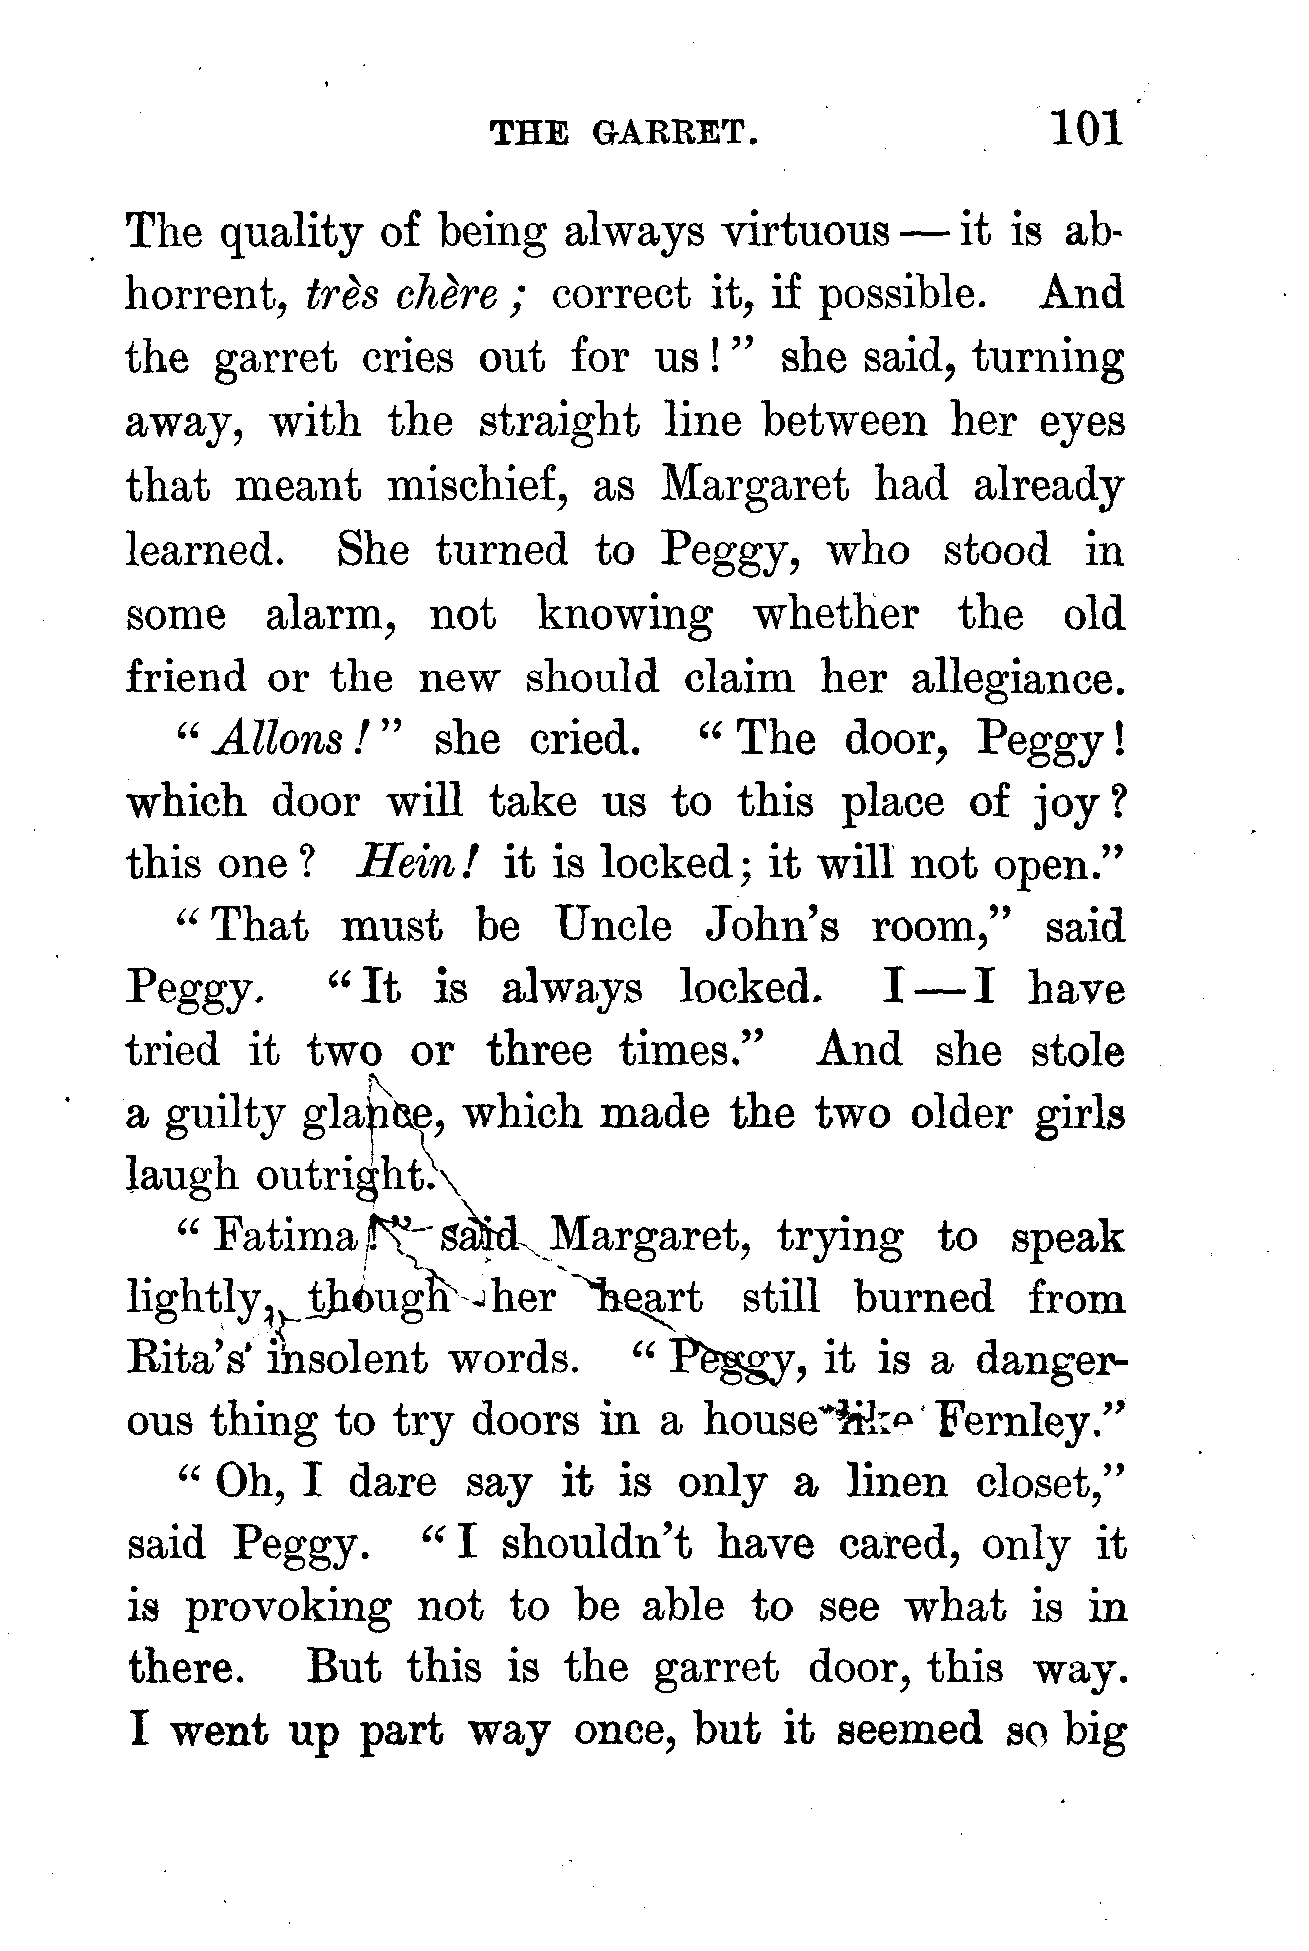 THE GARRET. 101
The quality of being always virtuous — it is ab-
horrent, très chère; correct it, if possible. And
the garret cries out for us!” she said, turning
away, with the straight line between her eyes
that meant mischief, as Margaret had already
learned. She turned to Peggy, who stood in
some alarm, not knowing whether the old
friend or the new should claim her allegiance.
“Allons!” she cried. “The door, Peggy!
which door will take us to this place of joy?
this one? Hein! it is locked; it will not open.”
“That must be Uncle John’s room,” said
Peggy. “It is always locked. I — I have
tried it two or three times.” And she stole
a guilty glance, which made the two older girls
laugh outright.
“Fatima!” said Margaret, trying to speak
lightly, though her heart still burned from
Rita’s insolent words. “Peggy, it is a danger-
ous thing to try doors in a house like Fernley.”
“Oh, I dare say it is only a linen closet,”
said Peggy. “I shouldn’t have cared, only it
is provoking not to be able to see what is in
there. But this is the garret door, this way.
I went up part way once, but it seemed so big